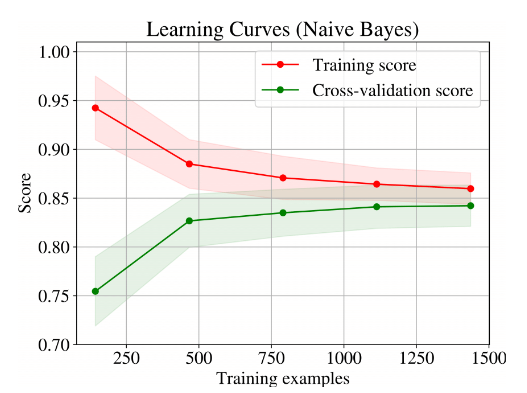 Learning Curves (Naive Bayes)
1.00
0.95
0.90
0.85
0.80
0.75
0.70
Score
Training score
Cross-validation score
250 500 750 1000 1250 1500
Training examples